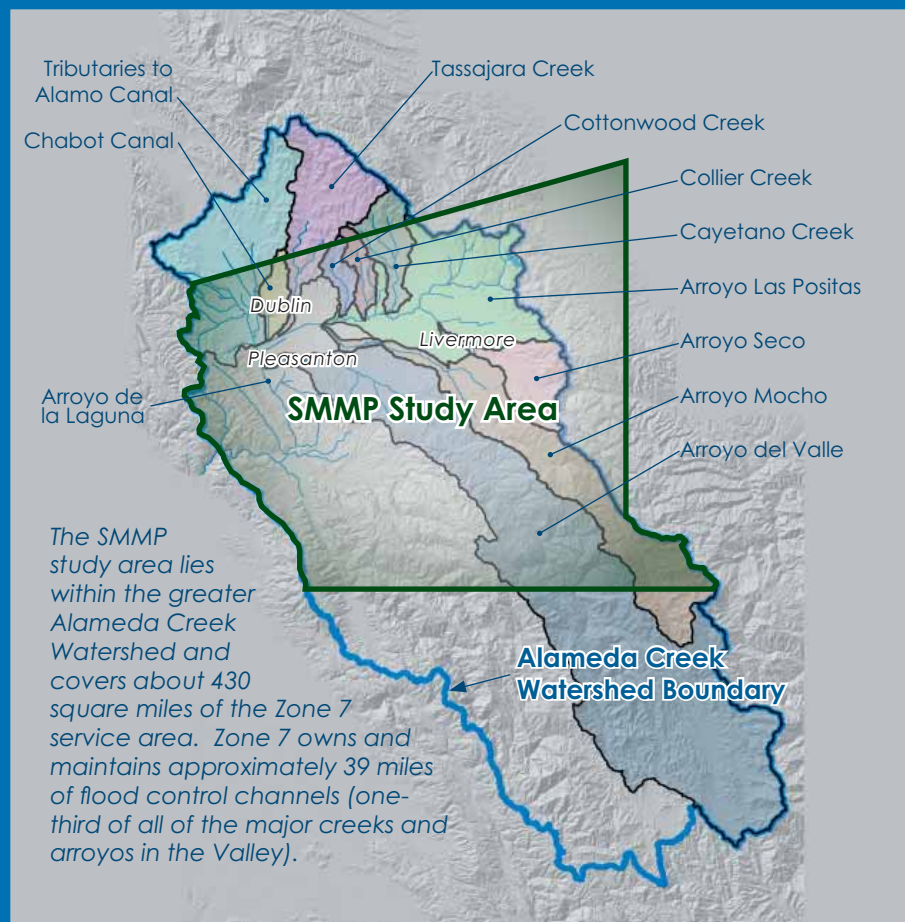 Tributaries to
Alamo Canal
Chabot Canal
Tassajara Creek
Cottonwood Creek
Collier Creek
Cayetano Creek
Arroyo Las Positas
Arroyo Seco
Arroyo Mocho
Arroyo del Valle
Dublin
Livermore
Pleasanton
Arroyo de
la Laguna
SMMP Study Area
The SMMP
study area lies
within the greater
Alameda Creek
Watershed and
covers about 430
square miles of the Zone 7
service area.  Zone 7 owns and
maintains approximately 39 miles
of flood control channels (one-
third of all of the major creeks and
arroyos in the Valley).
Alameda Creek
Watershed Boundary